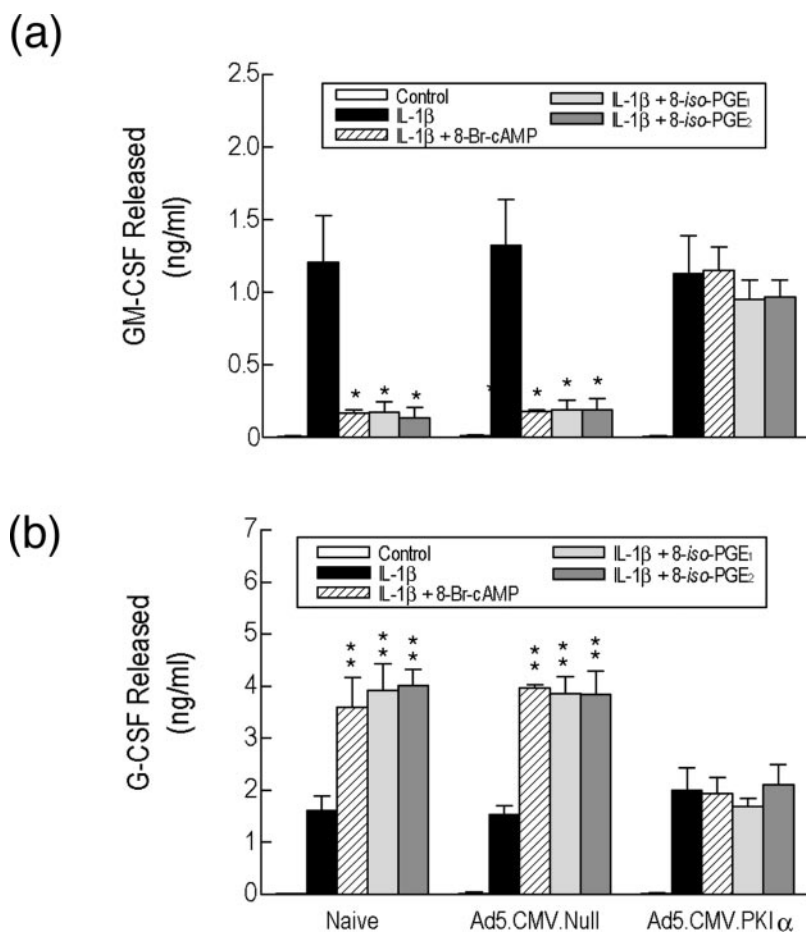 (a)
GM-CSF Released
(ng/ml)
2.5
2.0
1.5
1.0
0.5
0
Control
IL-1β
IL-1β + 8-Br-cAMP
IL-1β + 8-iso-PGE₁
IL-1β + 8-iso-PGE₂
* * *
* * * *
(b)
G-CSF Released
(ng/ml)
7
6
5
4
3
2
1
0
Control
IL-1β
IL-1β + 8-Br-cAMP
IL-1β + 8-iso-PGE₁
IL-1β + 8-iso-PGE₂
** ** **
** ** **
Naive Ad5.CMV.Null Ad5.CMV.PKIα